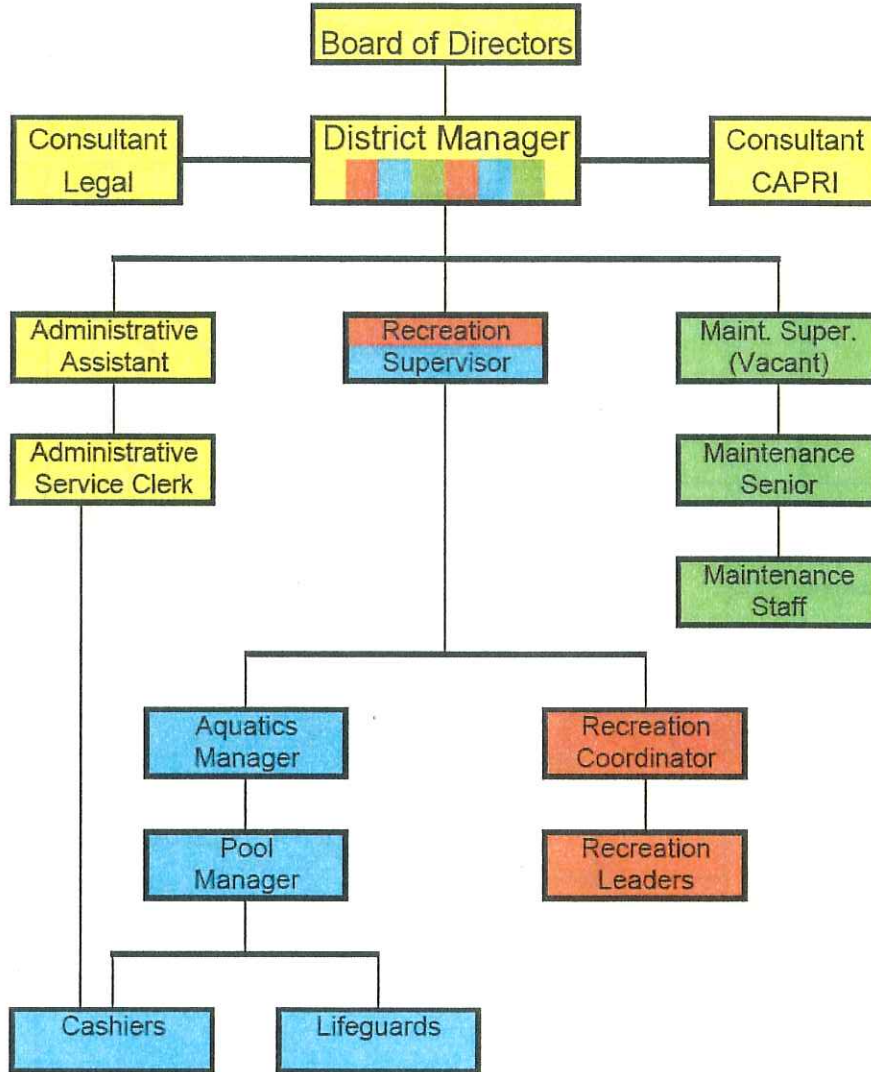 Board of Directors
Consultant
Legal
District Manager
Consultant
CAPRI
Administrative
Assistant
Recreation
Supervisor
Maint. Super.
(Vacant)
Administrative
Service Clerk
Maintenance
Senior
Maintenance
Staff
Aquatics
Manager
Recreation
Coordinator
Pool
Manager
Recreation
Leaders
Cashiers
Lifeguards